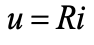 u = Ri